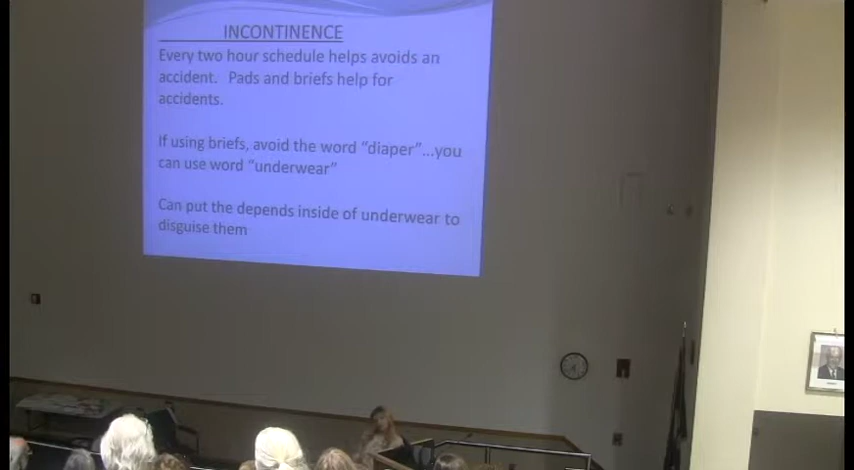 INCONTINENCE
Every two hour schedule helps avoids an
accident. Pads and briefs help for
accidents.
If using briefs, avoid the word “diaper”...you
can use word “underwear”
Can put the depends inside of underwear to
disguise them